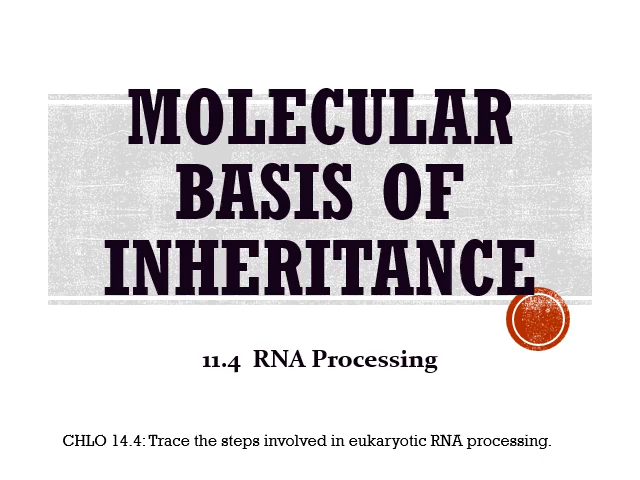 MOLECULAR
BASIS OF
INHERITANCE
11.4 RNA Processing
CHLO 14.4: Trace the steps involved in eukaryotic RNA processing.